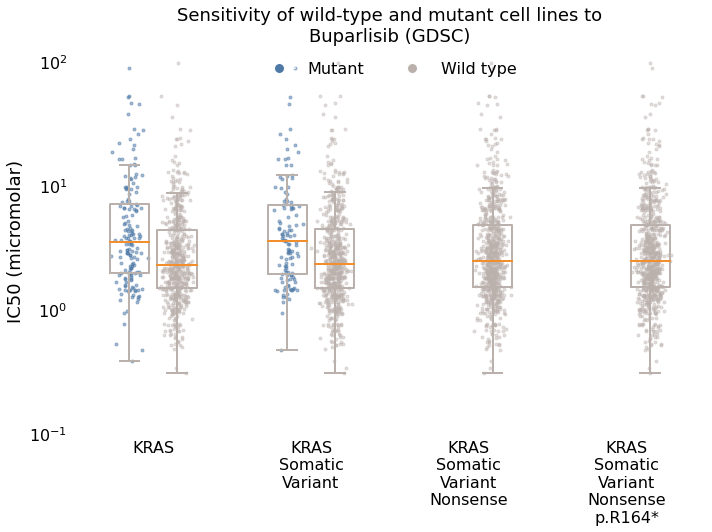 Sensitivity of wild-type and mutant cell lines to
Buparlisib (GDSC)
Mutant
Wild type
IC50 (micromolar)
10²
10¹
10⁰
10⁻¹
KRAS
KRAS
Somatic
Variant
KRAS
Somatic
Variant
Nonsense
KRAS
Somatic
Variant
Nonsense
p.R164*